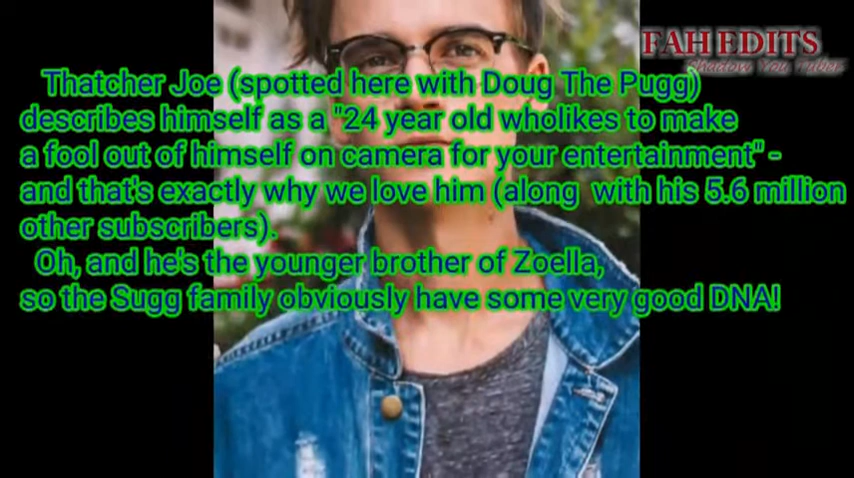 FAH EDITS
Shadow You Tuber
Thatcher Joe (spotted here with Doug The Pugg)
describes himself as a "24 year old wholikes to make
a fool out of himself on camera for your entertainment" -
and that's exactly why we love him (along with his 5.6 million
other subscribers).
Oh, and he's the younger brother of Zoella,
so the Sugg family obviously have some very good DNA!